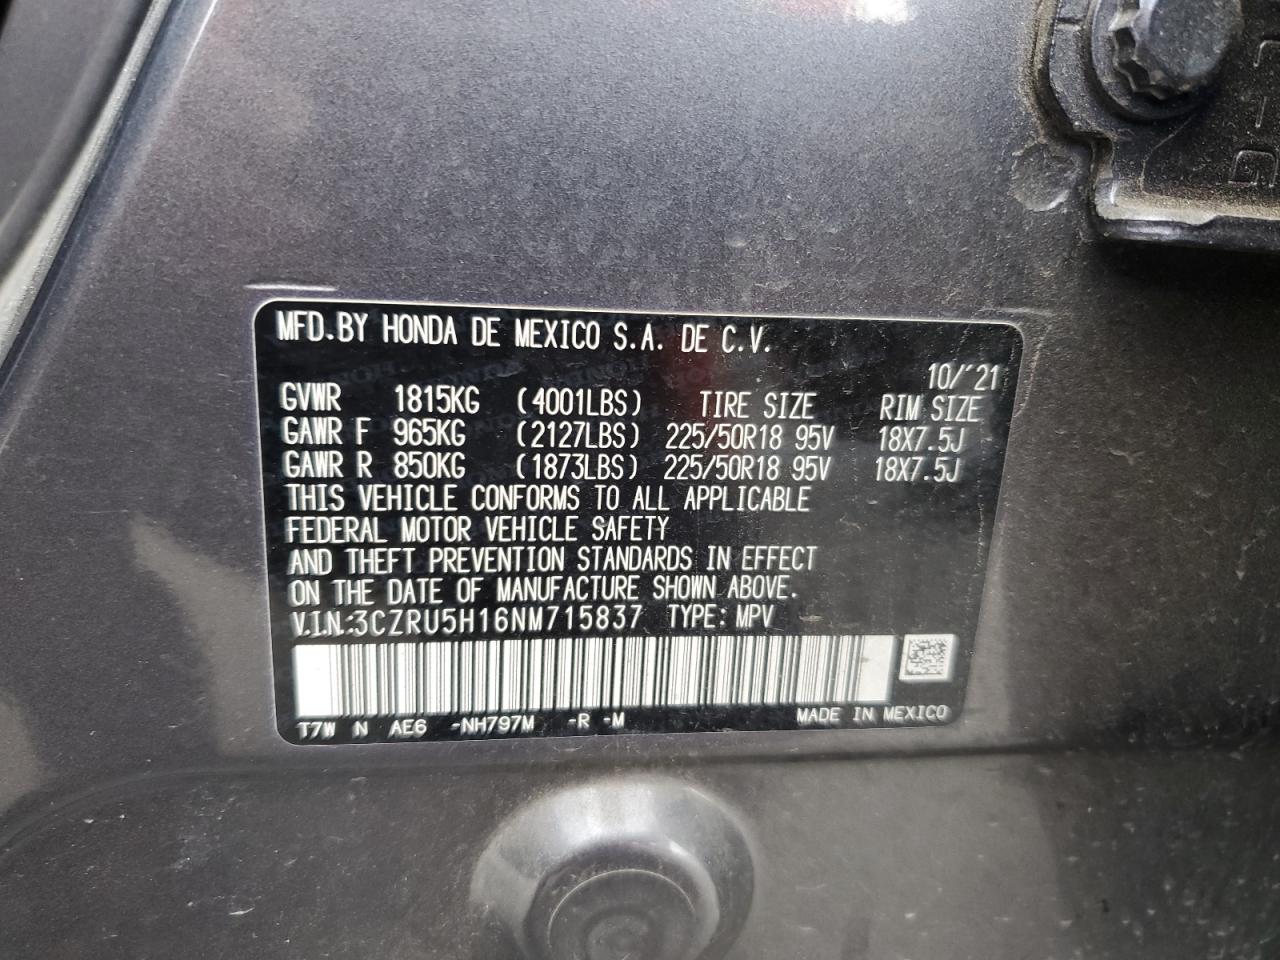 MFD.BY HONDA DE MEXICO S.A. DE C.V.
10/'21
GVWR 1815KG (4001LBS) TIRE SIZE RIM SIZE
GAWR F 965KG (2127LBS) 225/50R18 95V 18X7.5J
GAWR R 850KG (1873LBS) 225/50R18 95V 18X7.5J
THIS VEHICLE CONFORMS TO ALL APPLICABLE
FEDERAL MOTOR VEHICLE SAFETY
AND THEFT PREVENTION STANDARDS IN EFFECT
ON THE DATE OF MANUFACTURE SHOWN ABOVE.
V.I.N.:3CZRU5H16NM715837 TYPE: MPV
T7W N AE6 -NH797M -R -M MADE IN MEXICO